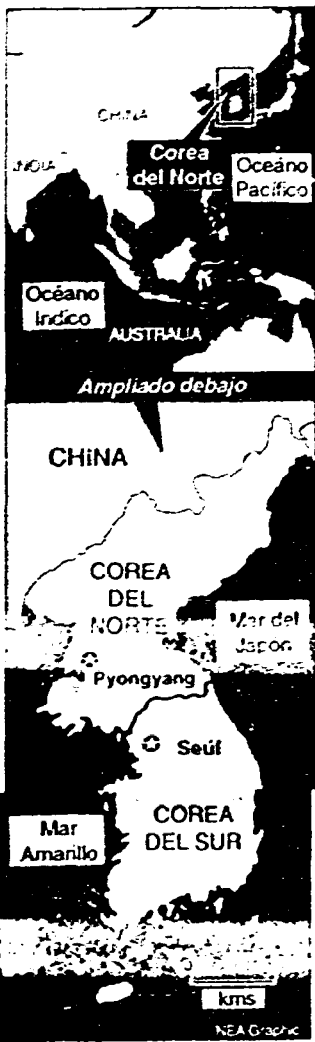 CHINA
INDIA
Corea
del Norte
Oceáno
Pacífico
Océano
Indico
AUSTRALIA
Ampliado debajo
CHINA
COREA
DEL
NORTE
Mar del
Japón
Pyongyang
Seúl
COREA
DEL SUR
Mar
Amarillo
kms
NEA Graphic